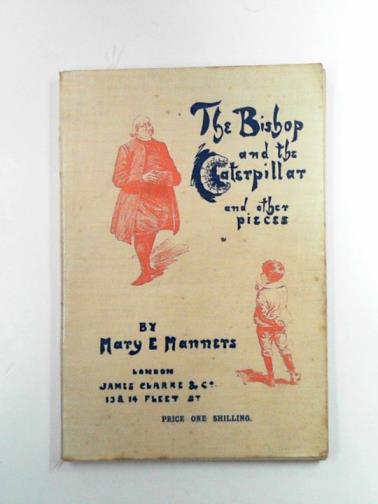 The Bishop
and the
Caterpillar
and other
pieces
BY
Mary E Manners
LONDON
JAMES CLARKE & Co.
13 & 14 FLEET ST
PRICE ONE SHILLING.